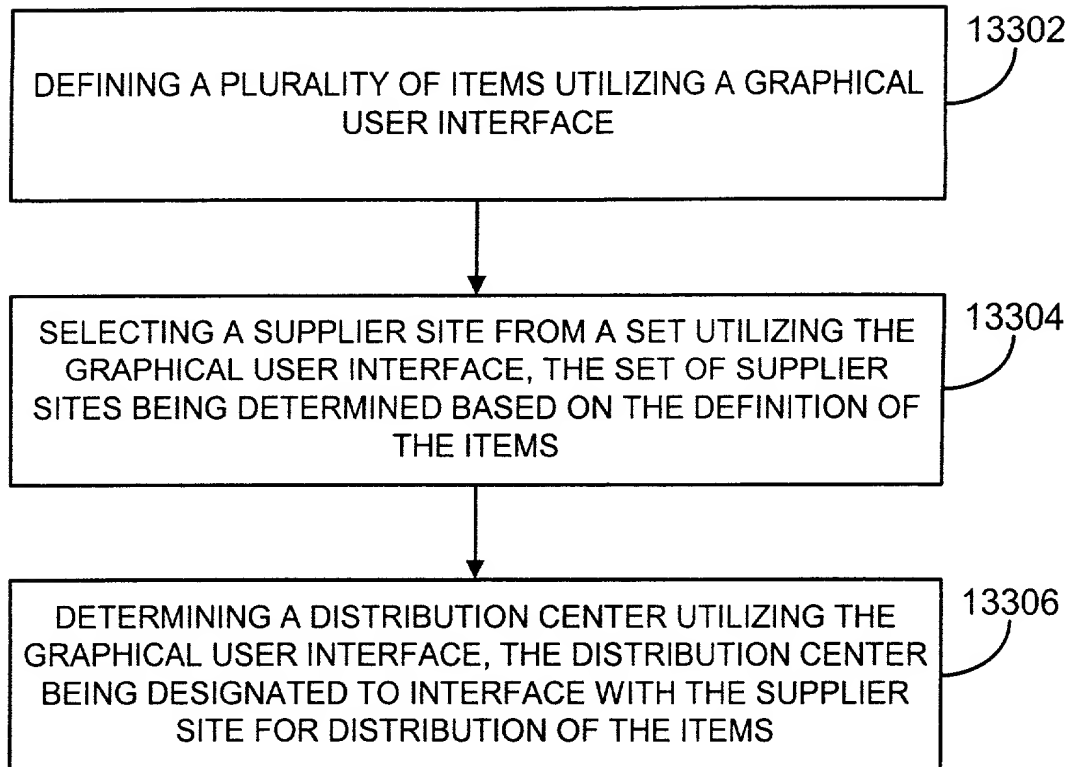 13302
DEFINING A PLURALITY OF ITEMS UTILIZING A GRAPHICAL
USER INTERFACE
13304
SELECTING A SUPPLIER SITE FROM A SET UTILIZING THE
GRAPHICAL USER INTERFACE, THE SET OF SUPPLIER
SITES BEING DETERMINED BASED ON THE DEFINITION OF
THE ITEMS
13306
DETERMINING A DISTRIBUTION CENTER UTILIZING THE
GRAPHICAL USER INTERFACE, THE DISTRIBUTION CENTER
BEING DESIGNATED TO INTERFACE WITH THE SUPPLIER
SITE FOR DISTRIBUTION OF THE ITEMS